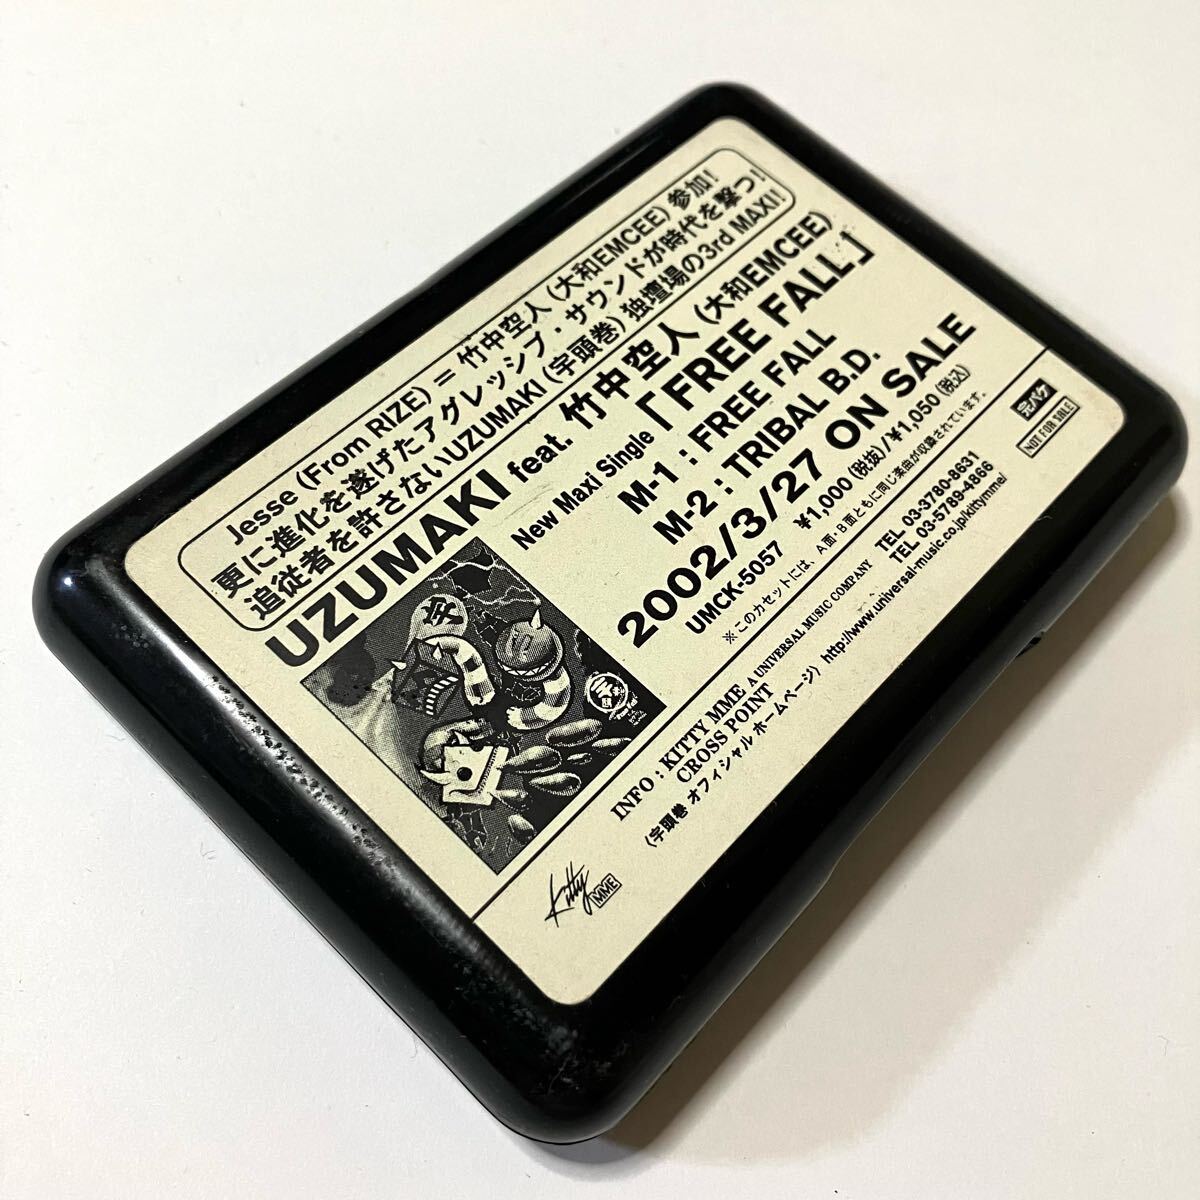 Jesse (From RIZE) = 竹中空人 (大和EMCEE) 参加!
更に進化を遂げたアグレッシブ・サウンドが時代を撃つ!
追従者を許さないUZUMAKI (宇頭巻) 独壇場の3rd MAXI!
UZUMAKI feat. 竹中空人 (大和EMCEE)
New Maxi Single「FREE FALL」
M-1 : FREE FALL
M-2 : TRIBAL B.D.
2002/3/27 ON SALE
UMCK-5057 ¥1,000 (税抜)/¥1,050 (税込)
※このカセットには、A面・B面ともに同じ楽曲が収録されています。
完パケ
NOT FOR SALE
INFO : KITTY MME A UNIVERSAL MUSIC COMPANY TEL 03-3780-8631
CROSS POINT TEL 03-5789-4866
(宇頭巻 オフィシャルホームページ) http://www.universal-music.co.jp/kittymme/
Kitty
MME